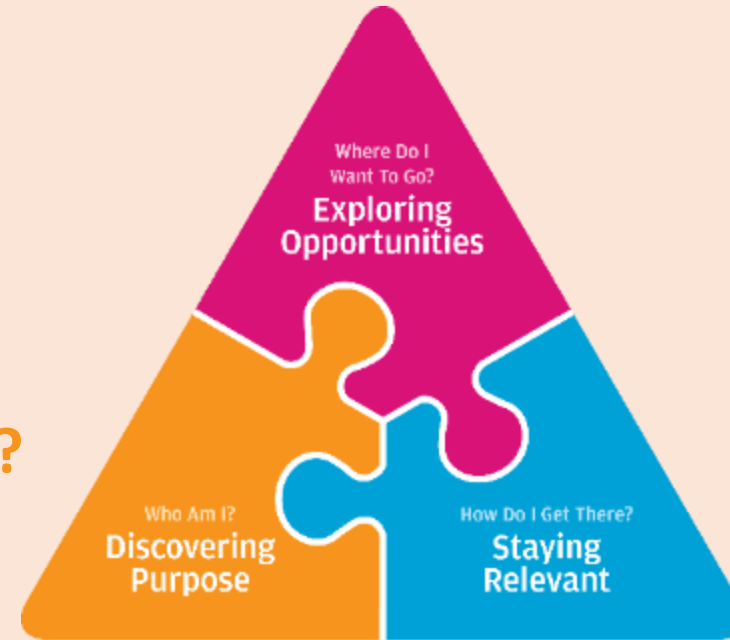 Where Do I
Want To Go?
Exploring
Opportunities
?
Who Am I?
Discovering
Purpose
How Do I Get There?
Staying
Relevant